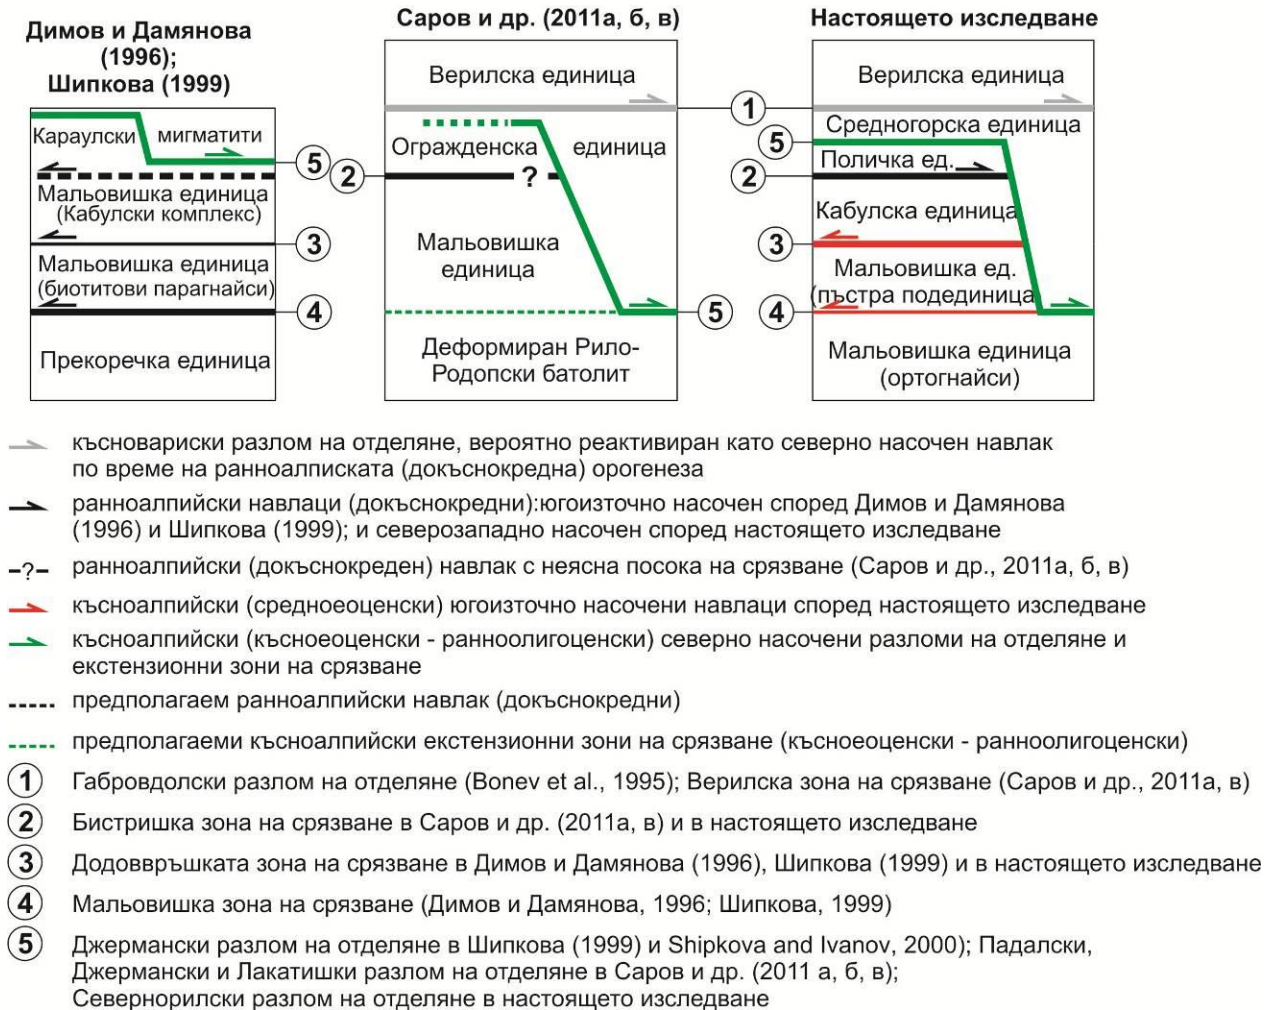 Димов и Дамянова
(1996);
Шипкова (1999)
Караулски мигматити
5
Мальовишка единица
(Кабулски комплекс)
3
Мальовишка единица
(биотитови парагнайси)
4
Прекоречка единица
Саров и др. (2011а, б, в)
Верилска единица
1
Огражденска единица
2
?
Мальовишка
единица
5
Деформиран Рило-
Родопски батолит
Настоящето изследване
Верилска единица
Средногорска единица
5
Поличка ед.
2
Кабулска единица
3
Мальовишка ед.
(пъстра подединица)
4
Мальовишка единица
(ортогнайси)
късновариски разлом на отделяне, вероятно реактивиран като северно насочен навлак
по време на ранноалписката (докъснокредна) орогенеза
ранноалпийски навлаци (докъснокредни):югоизточно насочен според Димов и Дамянова
(1996) и Шипкова (1999); и северозападно насочен според настоящето изследване
–?– ранноалпийски (докъснокреден) навлак с неясна посока на срязване (Саров и др., 2011а, б, в)
късноалпийски (средноеоценски) югоизточно насочени навлаци според настоящето изследване
късноалпийски (късноеоценски - ранноолигоценски) северно насочени разломи на отделяне и
екстензионни зони на срязване
предполагаем ранноалпийски навлак (докъснокредни)
предполагаеми късноалпийски екстензионни зони на срязване (късноеоценски - ранноолигоценски)
1 Габровдолски разлом на отделяне (Bonev et al., 1995); Верилска зона на срязване (Саров и др., 2011а, в)
2 Бистришка зона на срязване в Саров и др. (2011а, в) и в настоящето изследване
3 Додоввръшката зона на срязване в Димов и Дамянова (1996), Шипкова (1999) и в настоящето изследване
4 Мальовишка зона на срязване (Димов и Дамянова, 1996; Шипкова, 1999)
5 Джермански разлом на отделяне в Шипкова (1999) и Shipkova and Ivanov, 2000); Падалски,
Джермански и Лакатишки разлом на отделяне в Саров и др. (2011 а, б, в);
Севернорилски разлом на отделяне в настоящето изследване